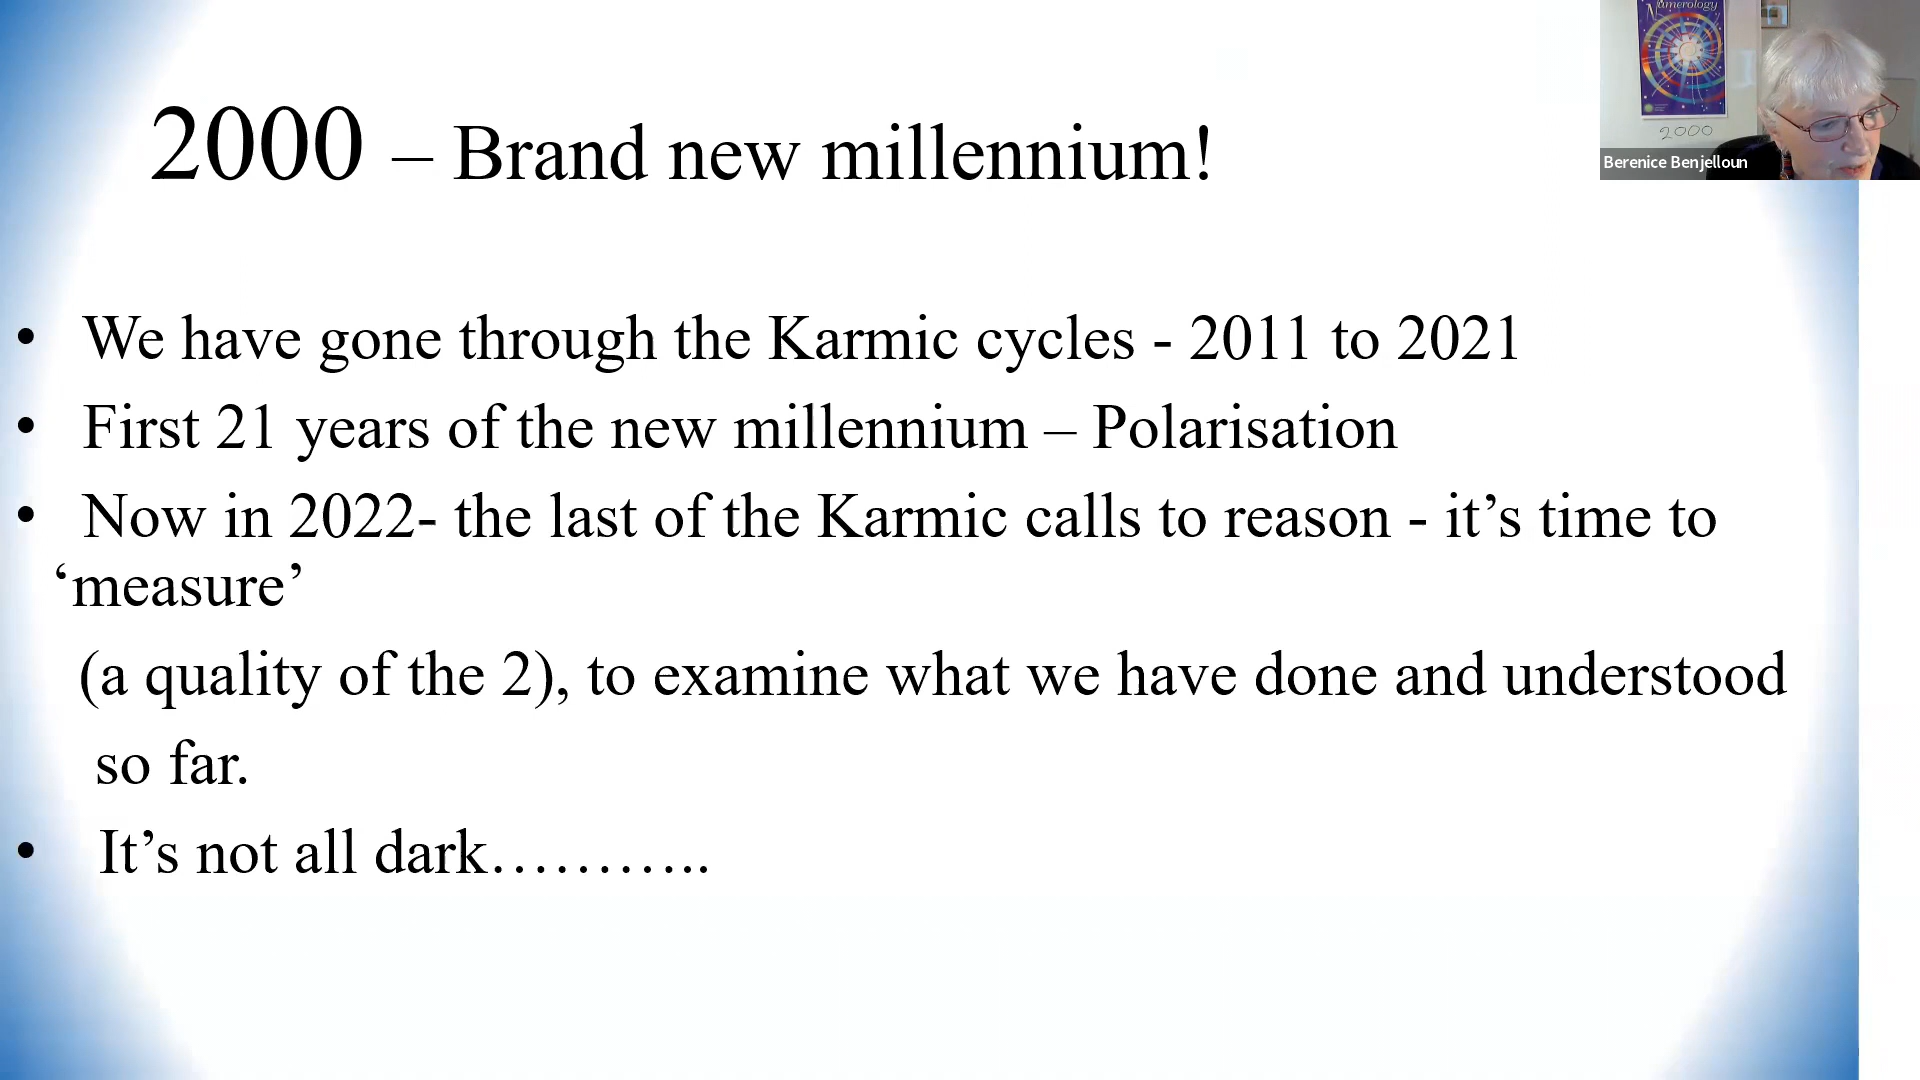 2000 – Brand new millennium!
Numerology
2000
Berenice Benjelloun
• We have gone through the Karmic cycles - 2011 to 2021
• First 21 years of the new millennium – Polarisation
• Now in 2022- the last of the Karmic calls to reason - it’s time to
‘measure’
(a quality of the 2), to examine what we have done and understood
so far.
• It’s not all dark………..